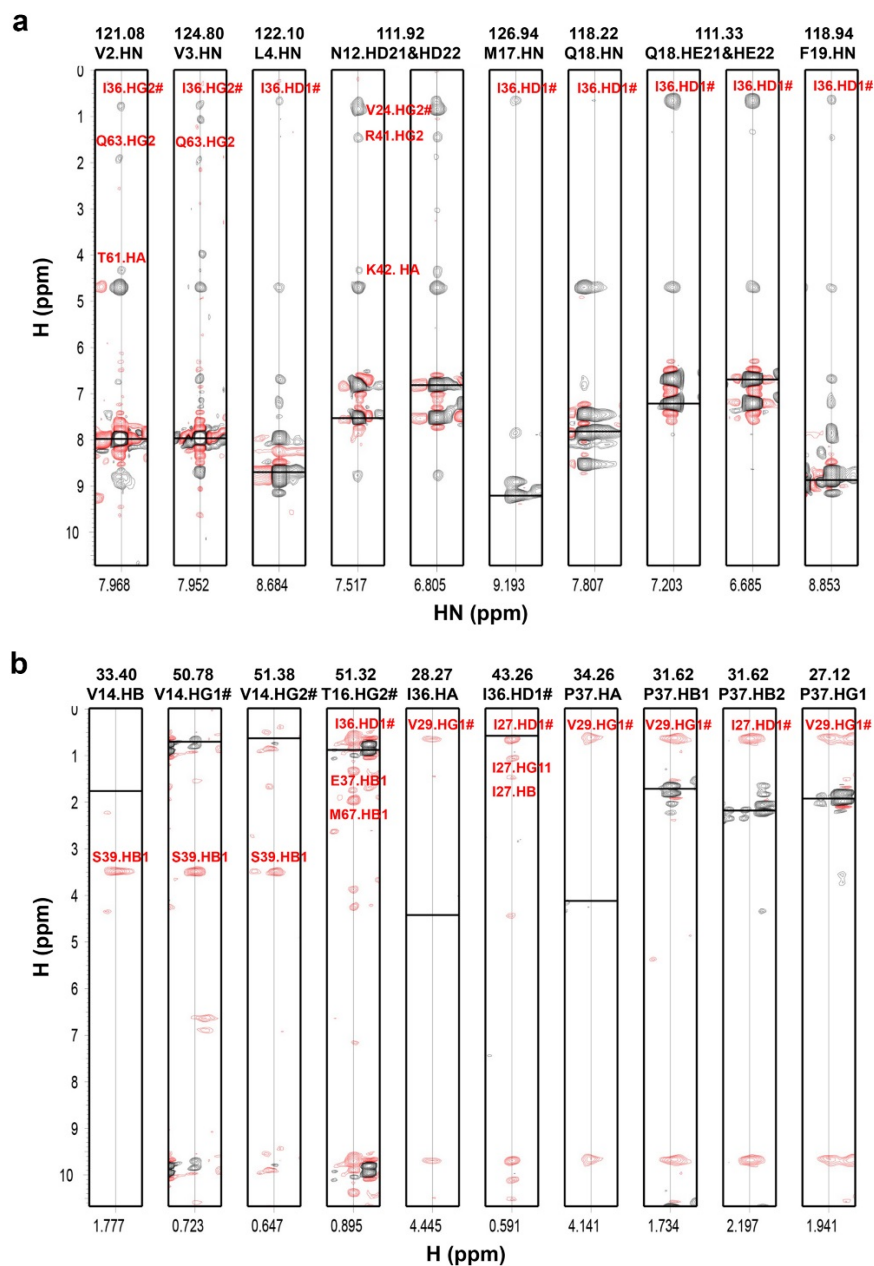 a
121.08 124.80 122.10 111.92 126.94 118.22 111.33 118.94
V2.HN V3.HN L4.HN N12.HD21&HD22 M17.HN Q18.HN Q18.HE21&HE22 F19.HN
0
I36.HG2# I36.HG2# I36.HD1# I36.HD1# I36.HD1# I36.HD1# I36.HD1# I36.HD1#
V24.HG2#
1
R41.HG2
Q63.HG2 Q63.HG2
2
3
4
T61.HA
K42. HA
5
6
7
8
9
10
H (ppm)
7.968 7.952 8.684 7.517 6.805 9.193 7.807 7.203 6.685 8.853
HN (ppm)
b
33.40 50.78 51.38 51.32 28.27 43.26 34.26 31.62 31.62 27.12
V14.HB V14.HG1# V14.HG2# T16.HG2# I36.HA I36.HD1# P37.HA P37.HB1 P37.HB2 P37.HG1
0
I36.HD1# V29.HG1# I27.HD1# V29.HG1# V29.HG1# I27.HD1# V29.HG1#
1
I27.HG11
E37.HB1
I27.HB
2
M67.HB1
3
S39.HB1 S39.HB1 S39.HB1
4
5
6
7
8
9
10
H (ppm)
1.777 0.723 0.647 0.895 4.445 0.591 4.141 1.734 2.197 1.941
H (ppm)